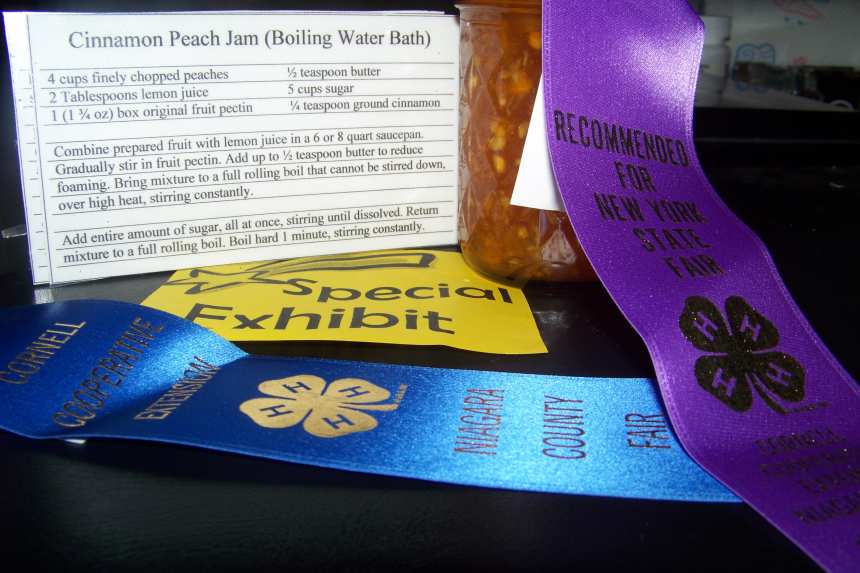 Cinnamon Peach Jam (Boiling Water Bath)
4 cups finely chopped peaches ½ teaspoon butter
2 Tablespoons lemon juice 5 cups sugar
1 (1 ¾ oz) box original fruit pectin ¼ teaspoon ground cinnamon
Combine prepared fruit with lemon juice in a 6 or 8 quart saucepan.
Gradually stir in fruit pectin. Add up to ½ teaspoon butter to reduce
foaming. Bring mixture to a full rolling boil that cannot be stirred down,
over high heat, stirring constantly.
Add entire amount of sugar, all at once, stirring until dissolved. Return
mixture to a full rolling boil. Boil hard 1 minute, stirring constantly.
Special
Exhibit
CORNELL
COOPERATIVE
EXTENSION
H H
H H
NIAGARA
COUNTY
FAIR
RECOMMENDED
FOR
NEW YORK
STATE
FAIR
H H
H H
CORNELL